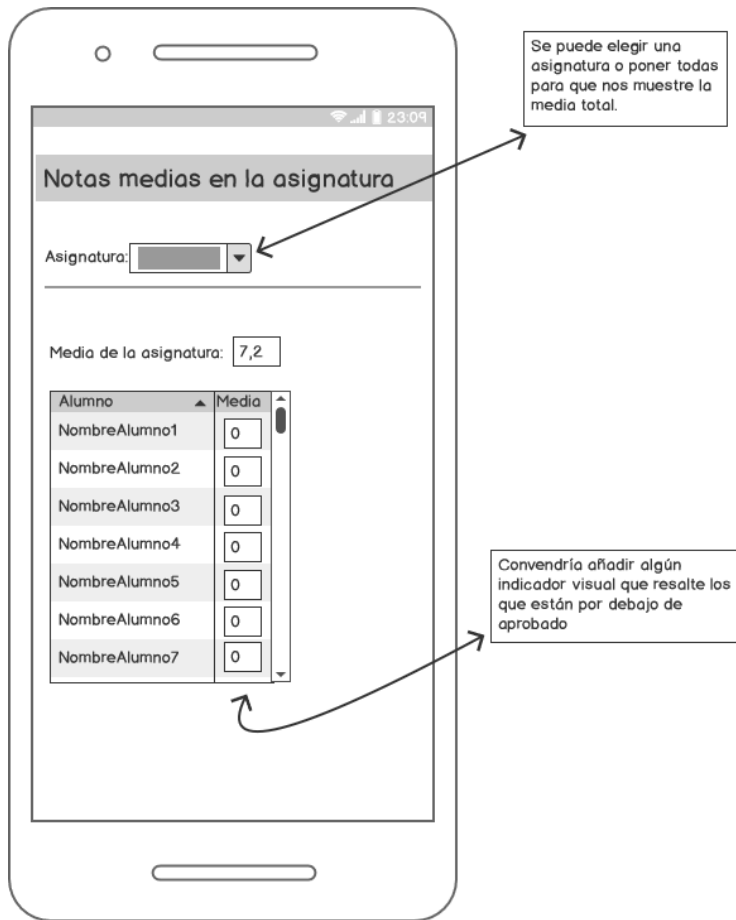 23:09
Se puede elegir una
asignatura o poner todas
para que nos muestre la
media total.
Notas medias en la asignatura
Asignatura:
Media de la asignatura: 7,2
Alumno Media
NombreAlumno1 0
NombreAlumno2 0
NombreAlumno3 0
NombreAlumno4 0
NombreAlumno5 0
NombreAlumno6 0
NombreAlumno7 0
Convendría añadir algún
indicador visual que resalte los
que están por debajo de
aprobado